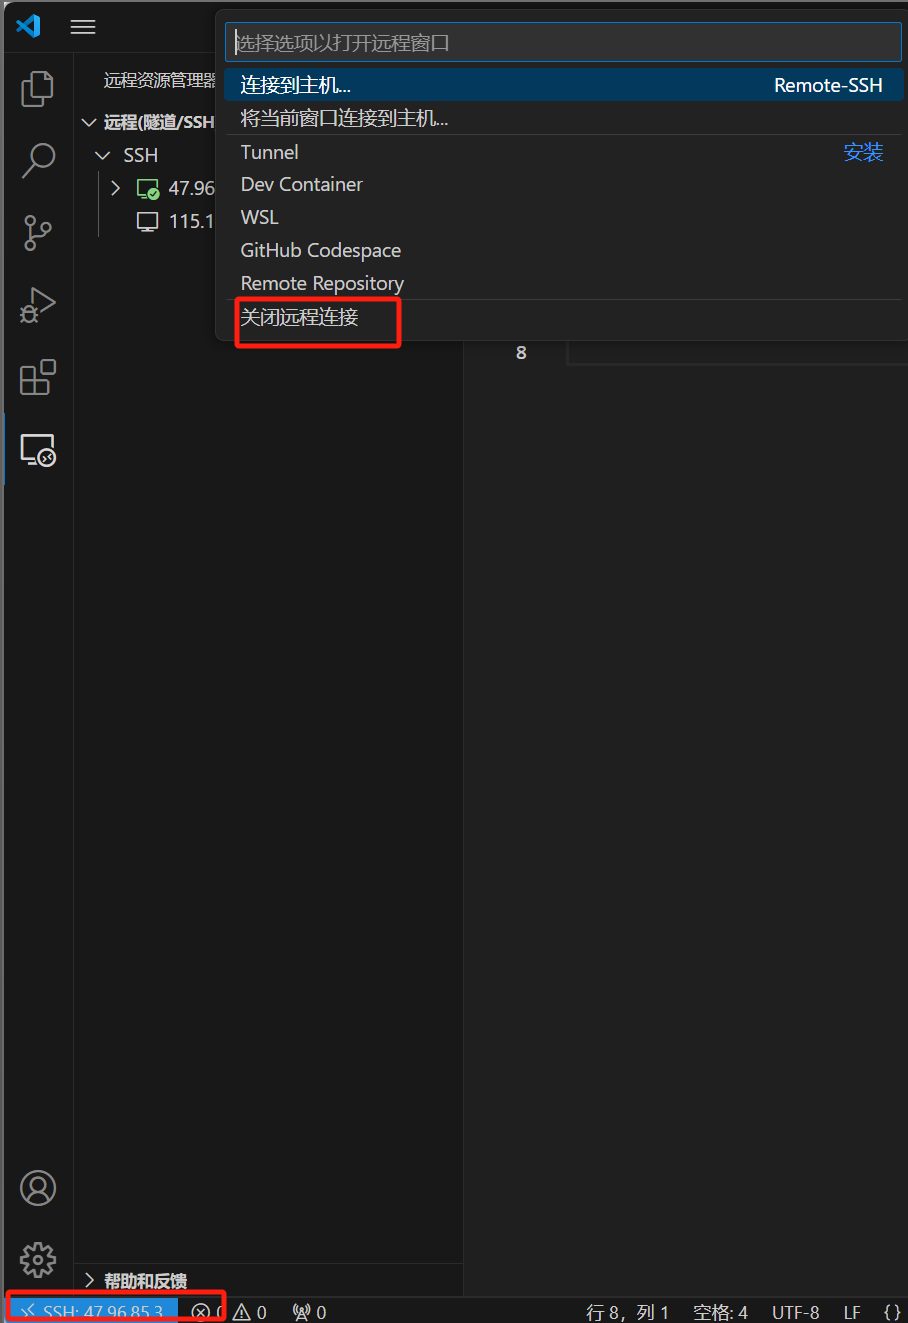 选择选项以打开远程窗口
连接到主机... Remote-SSH
将当前窗口连接到主机...
Tunnel 安装
Dev Container
WSL
GitHub Codespace
Remote Repository
关闭远程连接
远程资源管理器
远程(隧道/SSH
SSH
47.96
115.1
8
帮助和反馈
SSH: 47.96.85.3 0 0 0 行 8，列 1 空格: 4 UTF-8 LF { }